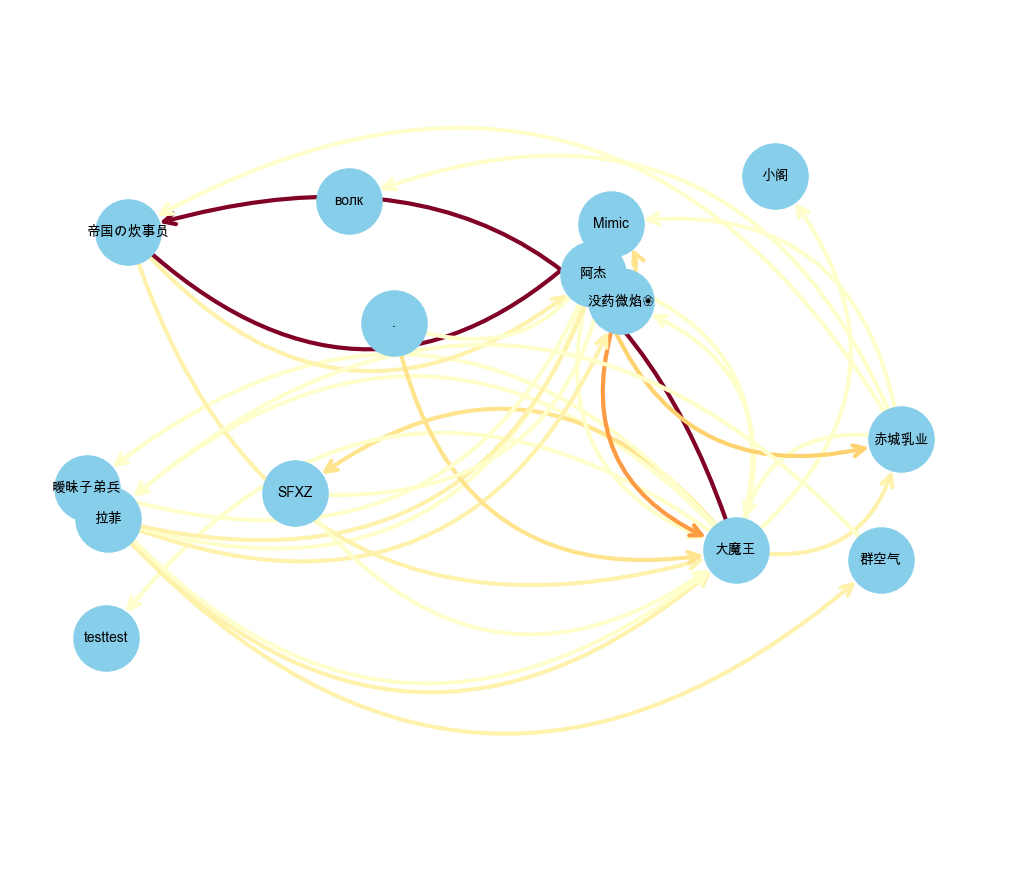 小阁
волк
Mimic
帝国の炊事员
阿杰
没药微焰❀
.
赤城乳业
暧昧子弟兵
SFXZ
拉菲
大魔王
群空气
testtest